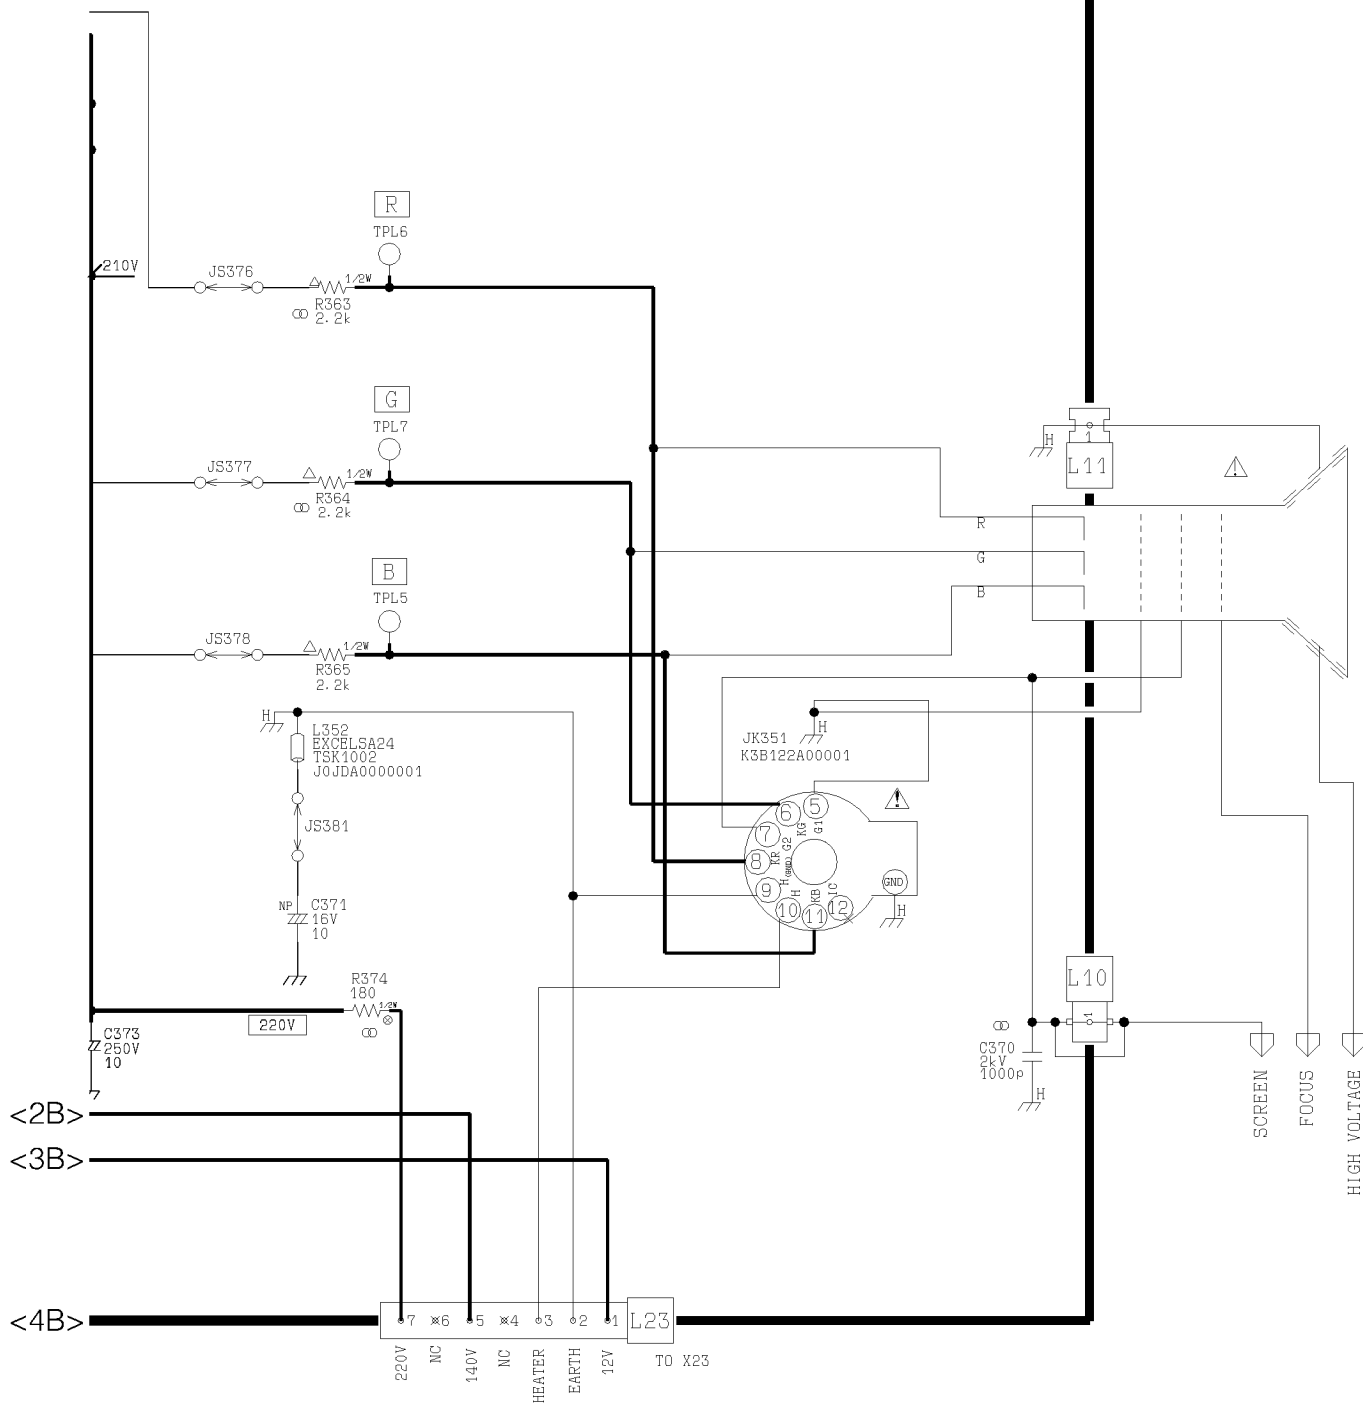 R
TPL6
210V
JS376
1/2W
R363
2.2k
G
TPL7
JS377
1/2W
R364
2.2k
H
1
L11
R
G
B
B
TPL5
JS378
1/2W
R365
2.2k
H
L352
EXCELSA24
TSK1002
J0JDA0000001
JS381
NP
C371
16V
10
H
JK351
K3B122A00001
5
6
7
8
9
10
11
12
G1
KG
G2
KR
H
(GND)
H
KB
IC
GND
H
R374
180
1/2W
220V
C373
250V
10
L10
1
C370
2kV
1000p
H
SCREEN
FOCUS
HIGH VOLTAGE
<2B>
<3B>
<4B>
7
6
5
4
3
2
1
L23
220V
NC
140V
NC
HEATER
EARTH
12V
TO X23